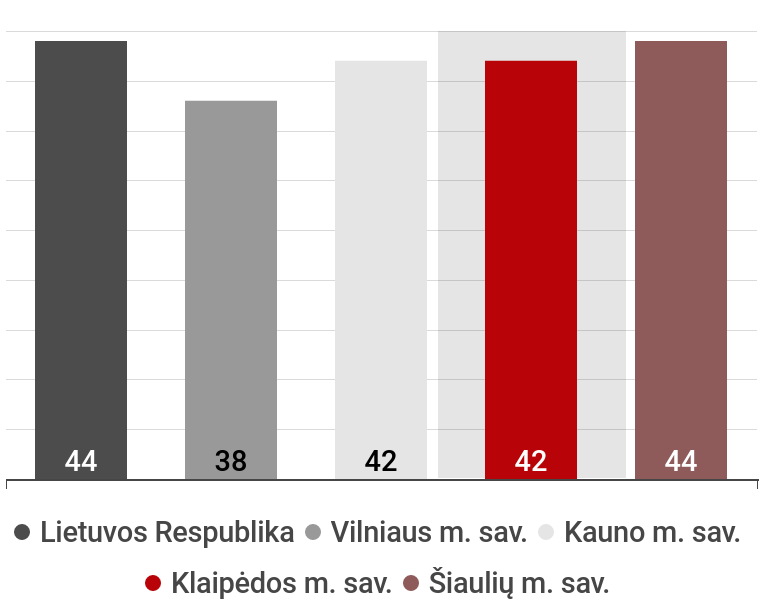 44 38 42 42 44
Lietuvos Respublika Vilniaus m. sav. Kauno m. sav.
Klaipėdos m. sav. Šiaulių m. sav.